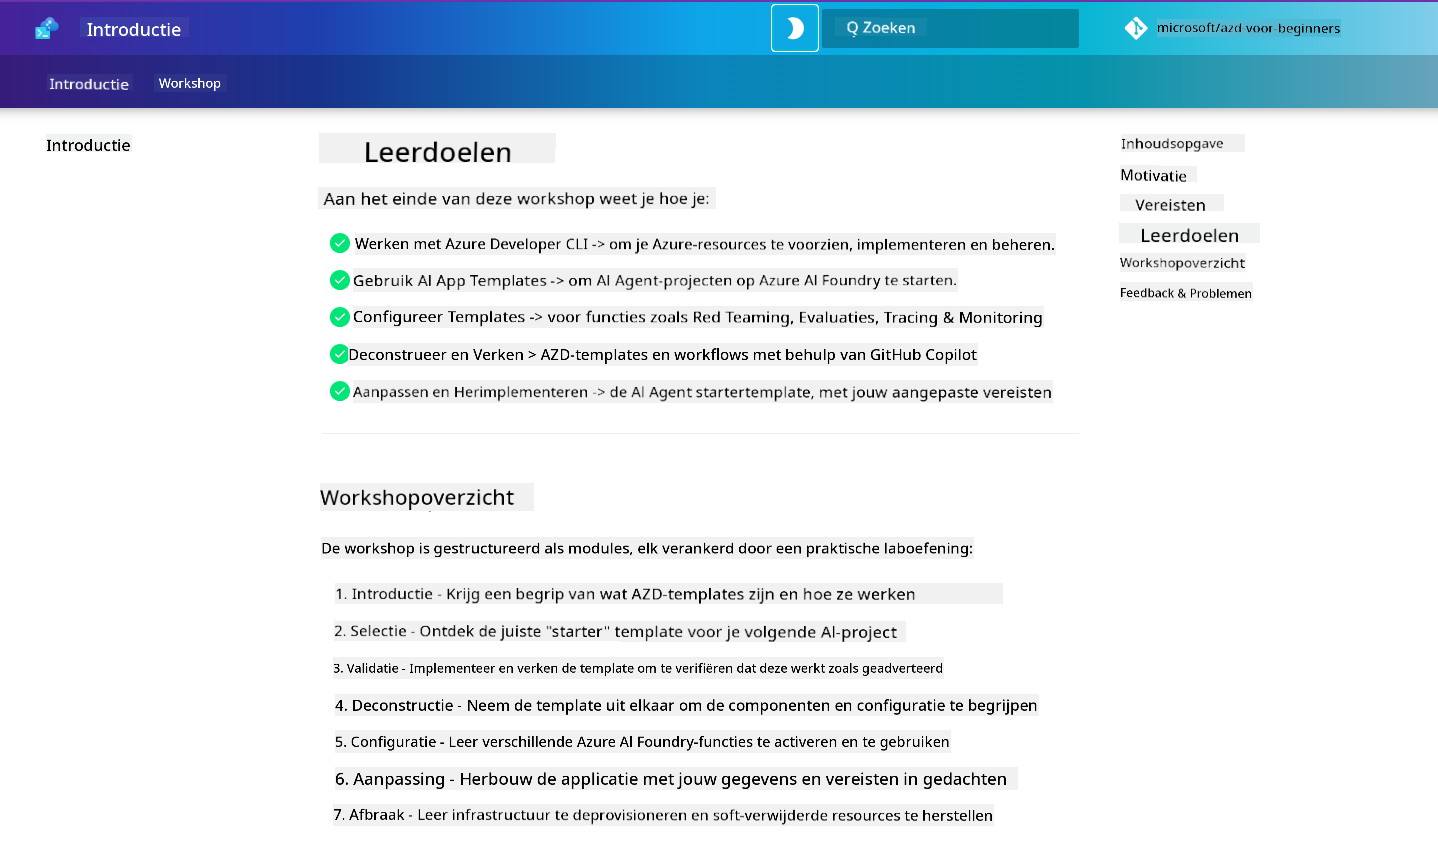 Introductie
Q Zoeken
microsoft/azd-voor-beginners
Introductie
Workshop
Introductie
Leerdoelen
Aan het einde van deze workshop weet je hoe je:
Werken met Azure Developer CLI -> om je Azure-resources te voorzien, implementeren en beheren.
Gebruik AI App Templates -> om AI Agent-projecten op Azure AI Foundry te starten.
Configureer Templates -> voor functies zoals Red Teaming, Evaluaties, Tracing & Monitoring
Deconstrueer en Verken > AZD-templates en workflows met behulp van GitHub Copilot
Aanpassen en Herimplementeren -> de AI Agent startertemplate, met jouw aangepaste vereisten
Workshopoverzicht
De workshop is gestructureerd als modules, elk verankerd door een praktische laboefening:
1. Introductie - Krijg een begrip van wat AZD-templates zijn en hoe ze werken
2. Selectie - Ontdek de juiste "starter" template voor je volgende AI-project
3. Validatie - Implementeer en verken de template om te verifiëren dat deze werkt zoals geadverteerd
4. Deconstructie - Neem de template uit elkaar om de componenten en configuratie te begrijpen
5. Configuratie - Leer verschillende Azure AI Foundry-functies te activeren en te gebruiken
6. Aanpassing - Herbouw de applicatie met jouw gegevens en vereisten in gedachten
7. Afbraak - Leer infrastructuur te deprovisioneren en soft-verwijderde resources te herstellen
Inhoudsopgave
Motivatie
Vereisten
Leerdoelen
Workshopoverzicht
Feedback & Problemen